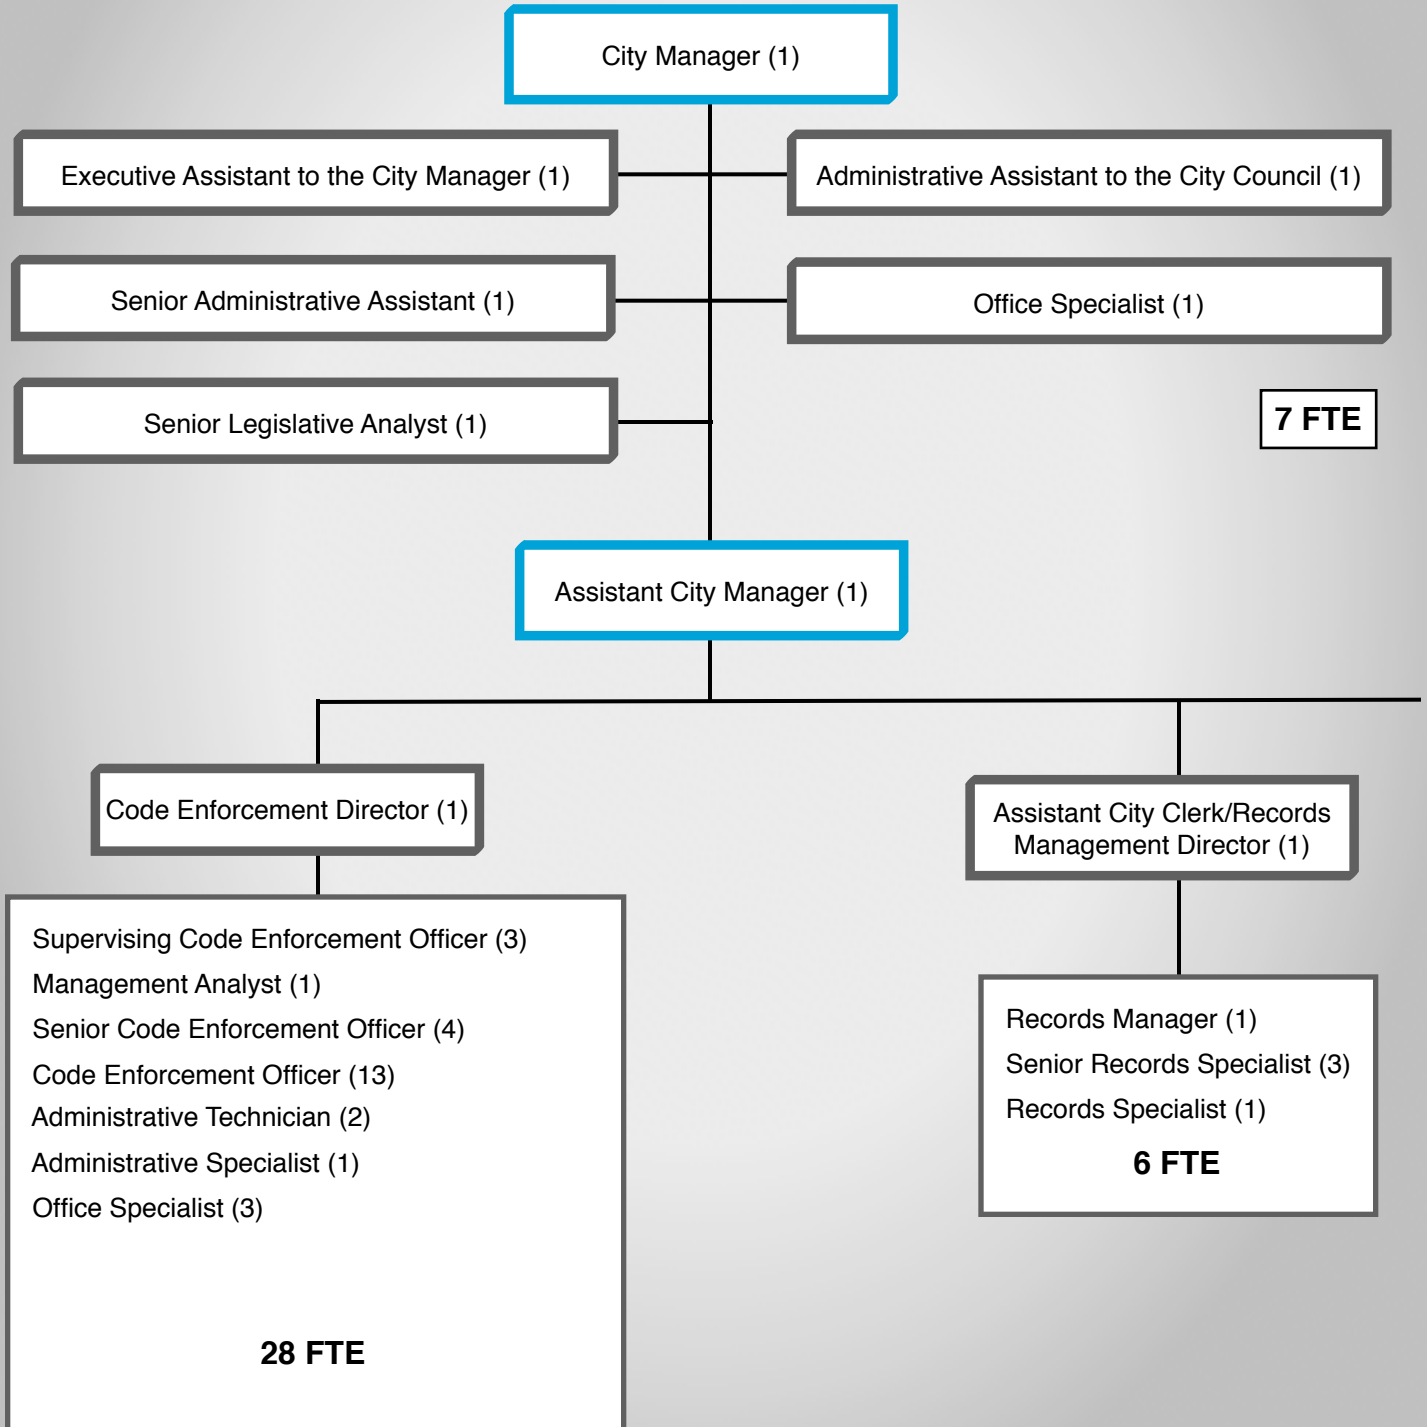 City Manager (1)
Executive Assistant to the City Manager (1)
Administrative Assistant to the City Council (1)
Senior Administrative Assistant (1)
Office Specialist (1)
Senior Legislative Analyst (1)
7 FTE
Assistant City Manager (1)
Code Enforcement Director (1)
Supervising Code Enforcement Officer (3)
Management Analyst (1)
Senior Code Enforcement Officer (4)
Code Enforcement Officer (13)
Administrative Technician (2)
Administrative Specialist (1)
Office Specialist (3)
28 FTE
Assistant City Clerk/Records
Management Director (1)
Records Manager (1)
Senior Records Specialist (3)
Records Specialist (1)
6 FTE